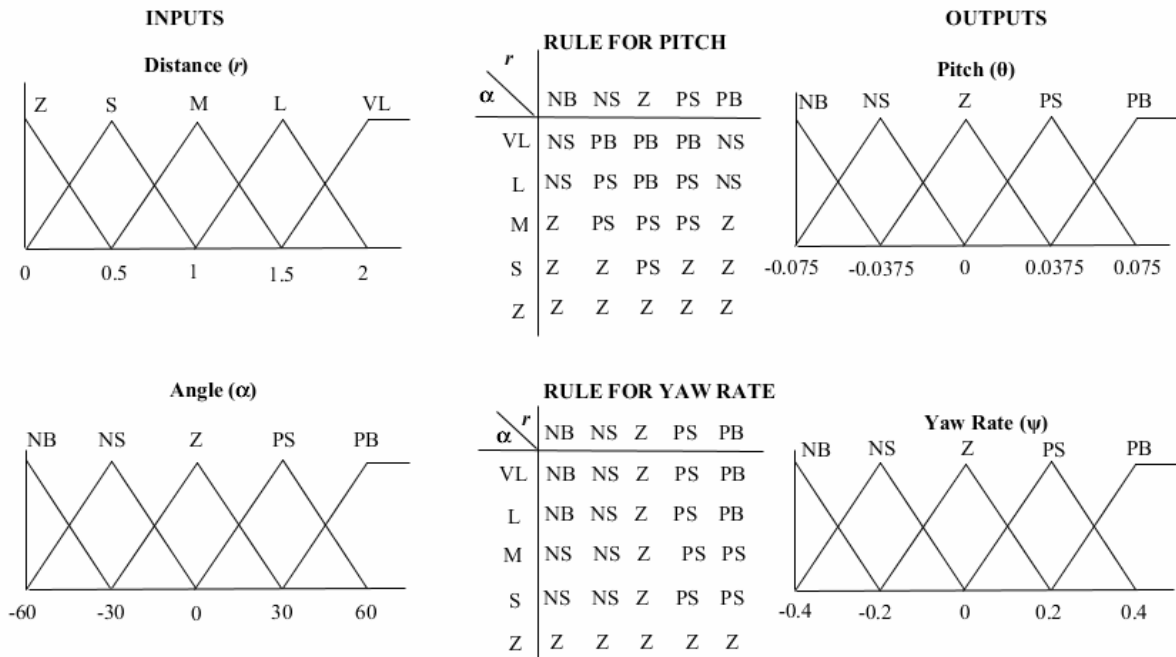 INPUTS
Distance (r)
Z S M L VL
0 0.5 1 1.5 2
Angle (α)
NB NS Z PS PB
-60 -30 0 30 60
RULE FOR PITCH
r
α NB NS Z PS PB
VL NS PB PB PB NS
L NS PS PB PS NS
M Z PS PS PS Z
S Z Z PS Z Z
Z Z Z Z Z Z
RULE FOR YAW RATE
r
α NB NS Z PS PB
VL NB NS Z PS PB
L NB NS Z PS PB
M NS NS Z PS PS
S NS NS Z PS PS
Z Z Z Z Z Z
OUTPUTS
Pitch (θ)
NB NS Z PS PB
-0.075 -0.0375 0 0.0375 0.075
Yaw Rate (ψ)
NB NS Z PS PB
-0.4 -0.2 0 0.2 0.4